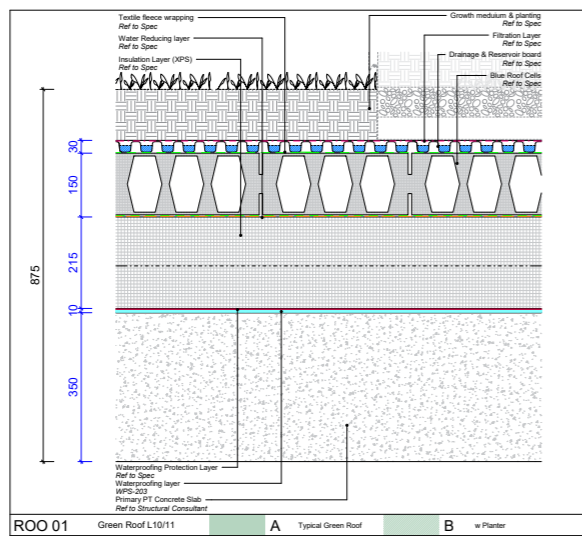 Textile fleece wrapping
Ref to Spec
Water Reducing layer
Ref to Spec
Insulation Layer (XPS)
Ref to Spec
Growth meduium & planting
Ref to Spec
Filtration Layer
Ref to Spec
Drainage & Reservoir board
Ref to Spec
Blue Roof Cells
Ref to Spec
875
30
150
215
10
350
Waterproofing Protection Layer
Ref to Spec
Waterproofing layer
WPS-203
Primary PT Concrete Slab
Ref to Structural Consultant
ROO 01 Green Roof L10/11 A Typical Green Roof B w Planter